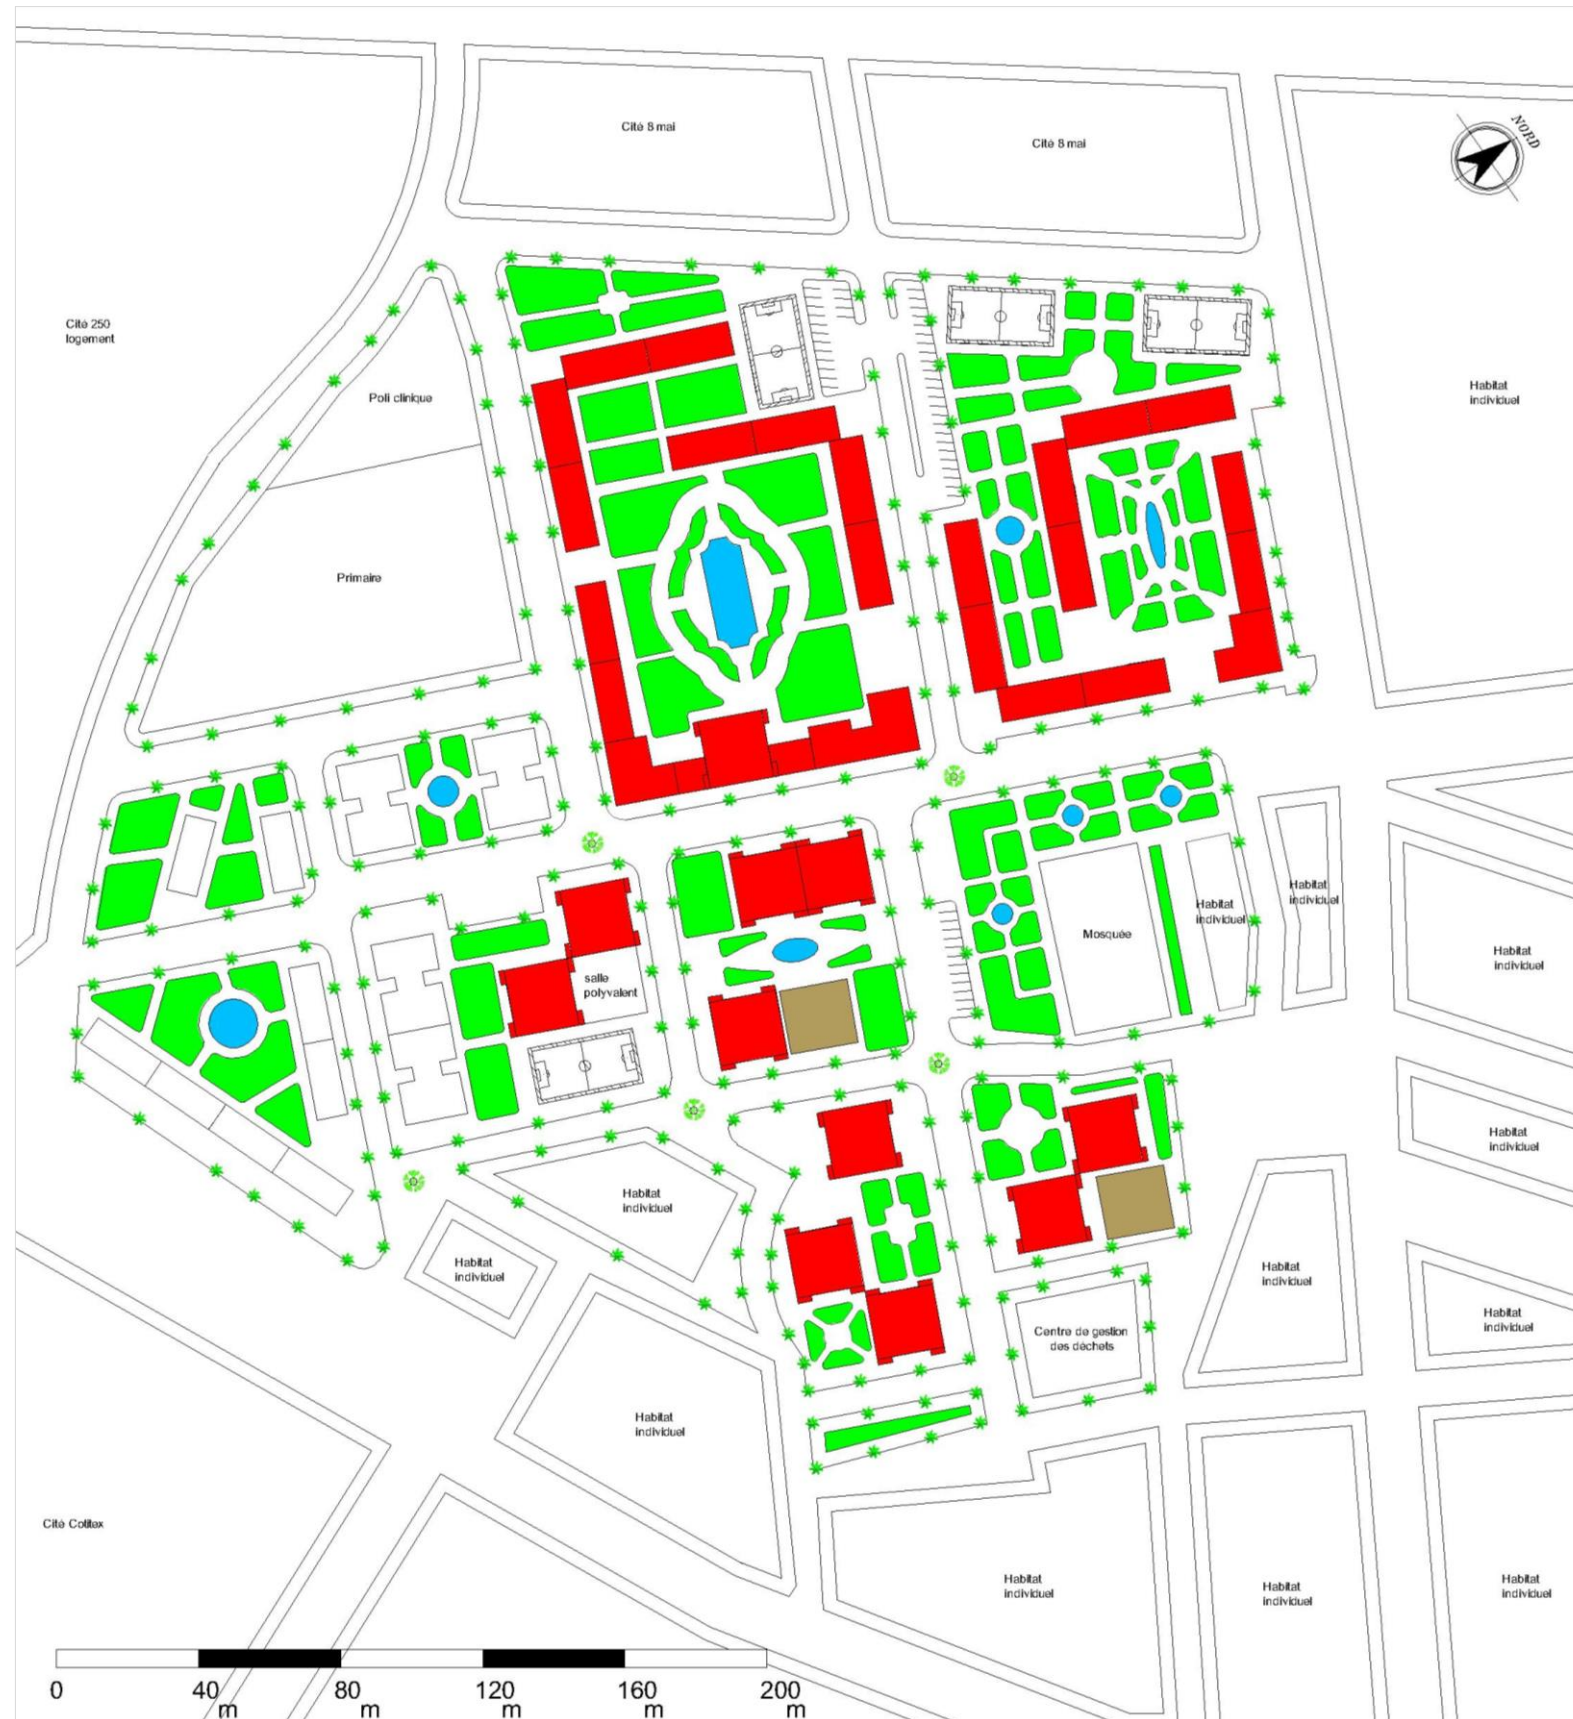 Cité 8 mai
Cité 8 mai
NORD
Cité 250
logement
Poli clinique
Habitat
individuel
Primaire
Habitat
individuel
Habitat
individuel
Mosquée
Habitat
individuel
salle
polyvalent
Habitat
individuel
Habitat
individuel
Habitat
individuel
Habitat
individuel
Habitat
individuel
Centre de gestion
des déchets
Habitat
individuel
Cité Cotitex
Habitat
individuel
Habitat
individuel
Habitat
individuel
0 40 80 120 160 200
m m m m m